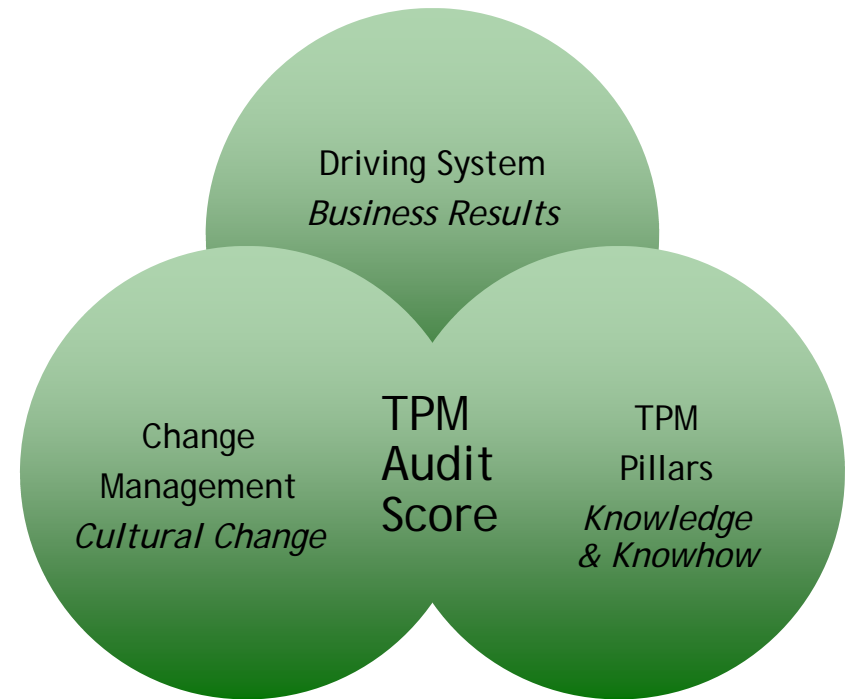 Driving System
Business Results
Change
Management
Cultural Change
TPM
Audit
Score
TPM
Pillars
Knowledge
& Knowhow